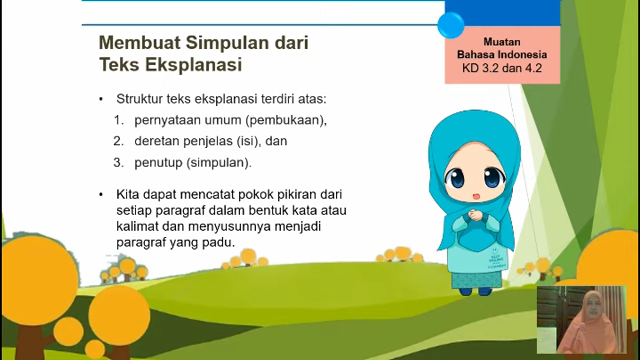 Membuat Simpulan dari
Teks Eksplanasi
Muatan
Bahasa Indonesia
KD 3.2 dan 4.2
• Struktur teks eksplanasi terdiri atas:
1. pernyataan umum (pembukaan),
2. deretan penjelas (isi), dan
3. penutup (simpulan).
• Kita dapat mencatat pokok pikiran dari
setiap paragraf dalam bentuk kata atau
kalimat dan menyusunnya menjadi
paragraf yang padu.